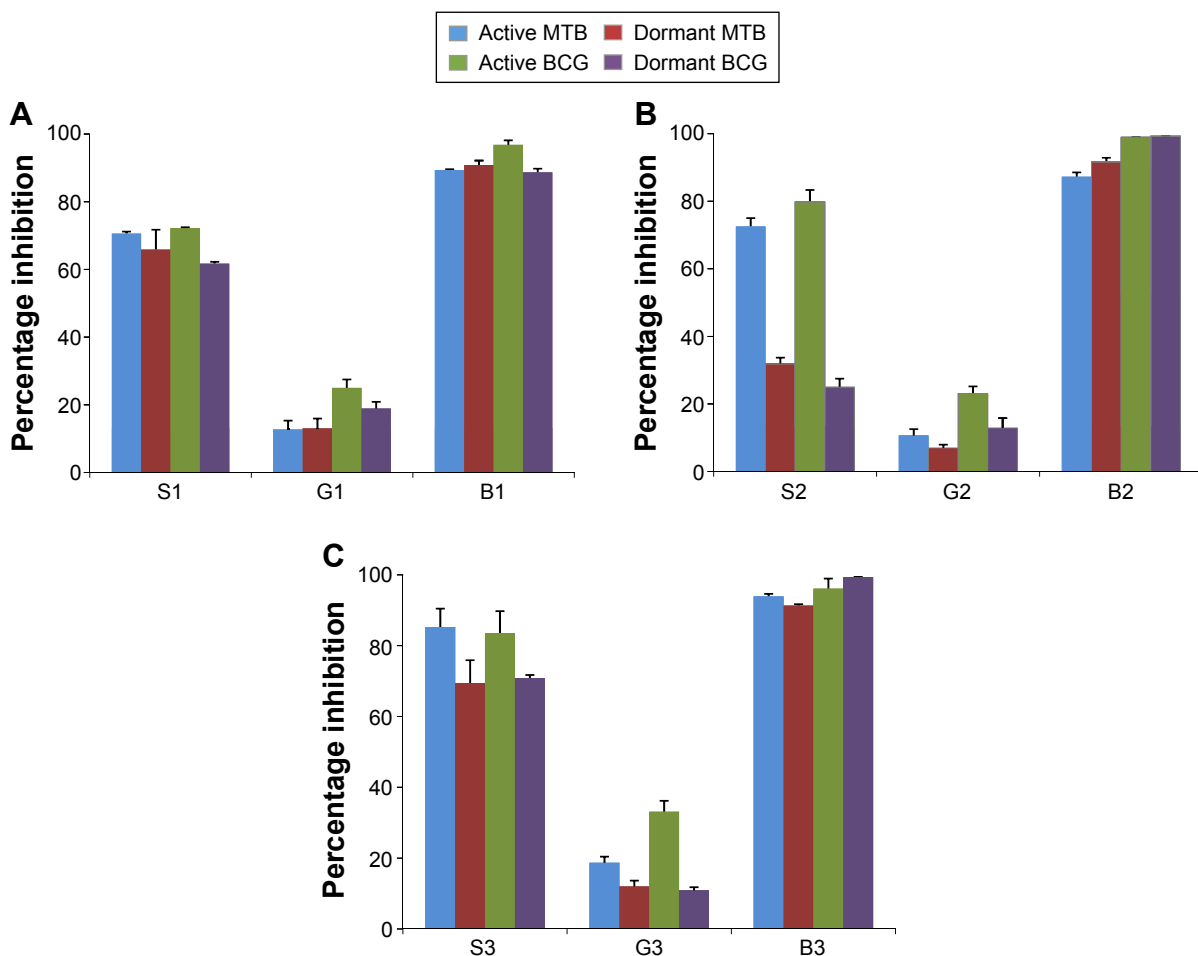 Active MTB Dormant MTB
Active BCG Dormant BCG
A
Percentage inhibition
100
80
60
40
20
0
S1 G1 B1
B
Percentage inhibition
100
80
60
40
20
0
S2 G2 B2
C
Percentage inhibition
100
80
60
40
20
0
S3 G3 B3